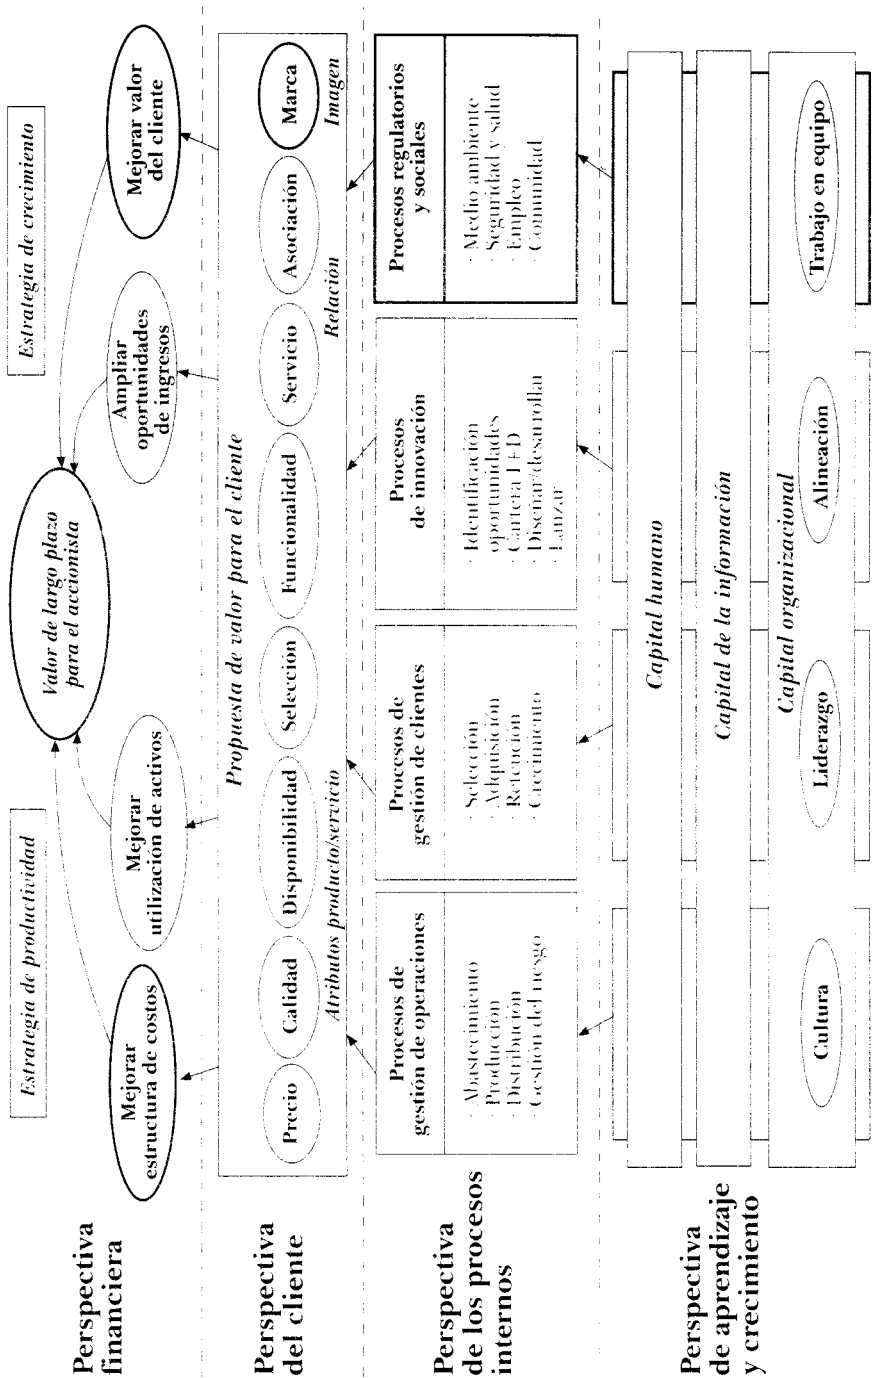 Perspectiva
financiera
Estrategia de productividad
Estrategia de crecimiento
Valor de largo plazo
para el accionista
Mejorar
estructura de costos
Mejorar
utilización de activos
Ampliar
oportunidades
de ingresos
Mejorar valor
del cliente
Perspectiva
del cliente
Propuesta de valor para el cliente
Precio
Calidad
Disponibilidad
Selección
Funcionalidad
Servicio
Asociación
Marca
Atributos producto/servicio
Relación
Imagen
Perspectiva
de los procesos
internos
Procesos de
gestión de operaciones
· Abastecimiento
· Producción
· Distribución
· Gestión del riesgo
Procesos de
gestión de clientes
· Selección
· Adquisición
· Retención
· Crecimiento
Procesos
de innovación
· Identificación
oportunidades
· Cartera I+D
· Diseñar/desarrollar
· Lanzar
Procesos regulatorios
y sociales
· Medio ambiente
· Seguridad y salud
· Empleo
· Comunidad
Perspectiva
de aprendizaje
y crecimiento
Capital humano
Capital de la información
Capital organizacional
Cultura
Liderazgo
Alineación
Trabajo en equipo